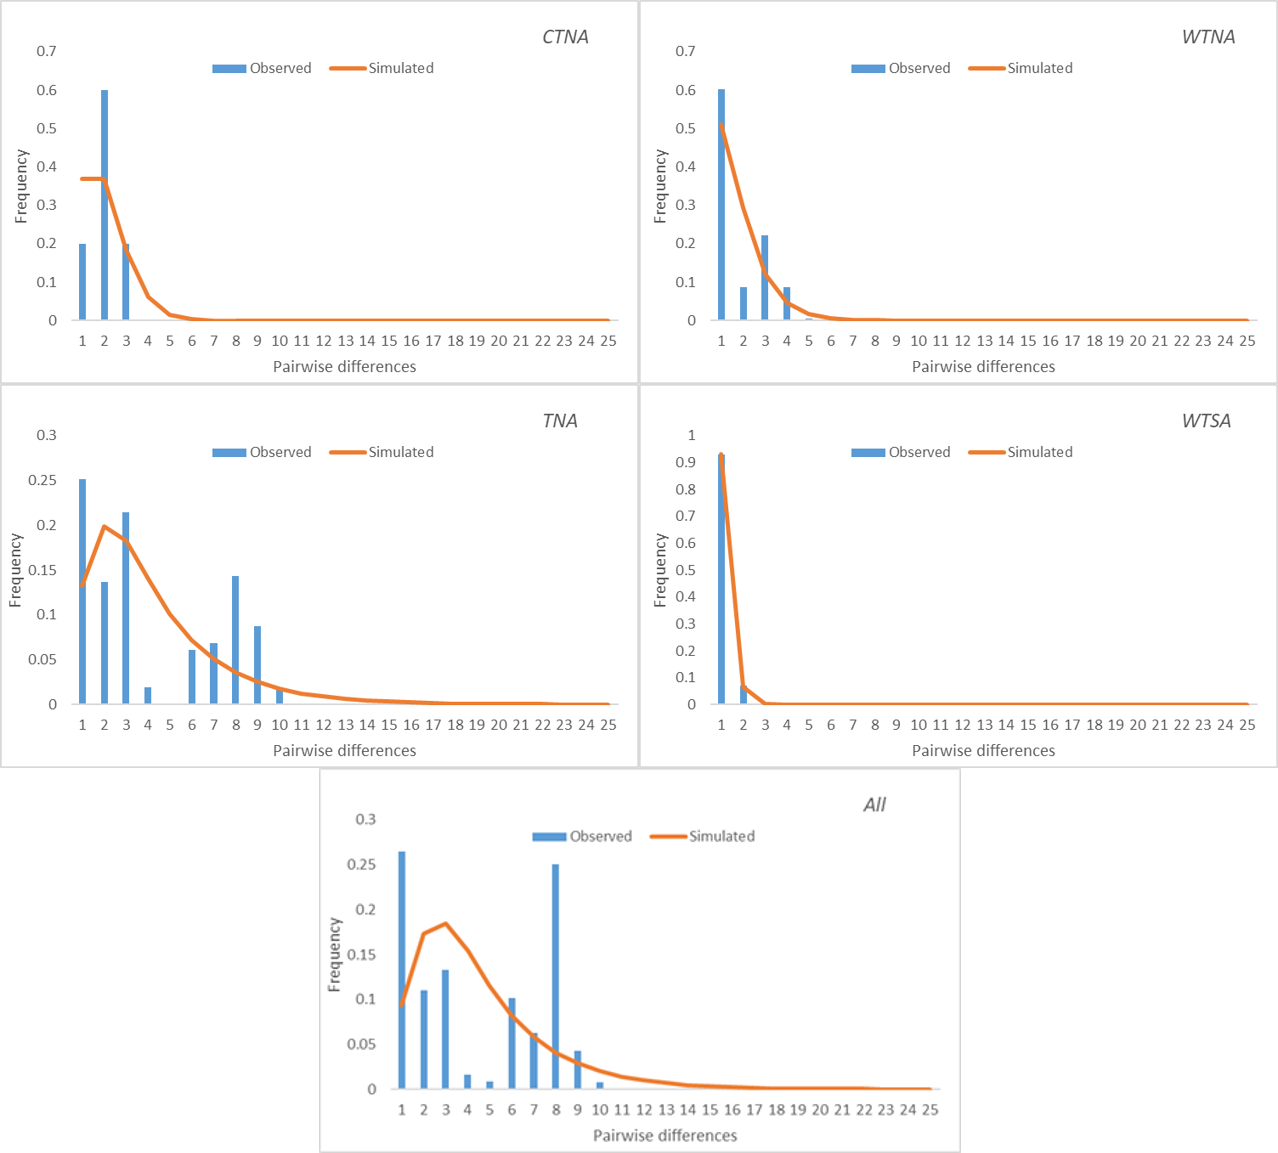 CTNA
Observed Simulated
0.7
0.6
0.5
0.4
0.3
0.2
0.1
0
Frequency
1 2 3 4 5 6 7 8 9 10 11 12 13 14 15 16 17 18 19 20 21 22 23 24 25
Pairwise differences
WTNA
Observed Simulated
0.7
0.6
0.5
0.4
0.3
0.2
0.1
0
Frequency
1 2 3 4 5 6 7 8 9 10 11 12 13 14 15 16 17 18 19 20 21 22 23 24 25
Pairwise differences
TNA
Observed Simulated
0.3
0.25
0.2
0.15
0.1
0.05
0
Frequency
1 2 3 4 5 6 7 8 9 10 11 12 13 14 15 16 17 18 19 20 21 22 23 24 25
Pairwise differences
WTSA
Observed Simulated
1
0.9
0.8
0.7
0.6
0.5
0.4
0.3
0.2
0.1
0
Frequency
1 2 3 4 5 6 7 8 9 10 11 12 13 14 15 16 17 18 19 20 21 22 23 24 25
Pairwise differences
All
Observed Simulated
0.3
0.25
0.2
0.15
0.1
0.05
0
Frequency
1 2 3 4 5 6 7 8 9 10 11 12 13 14 15 16 17 18 19 20 21 22 23 24 25
Pairwise differences